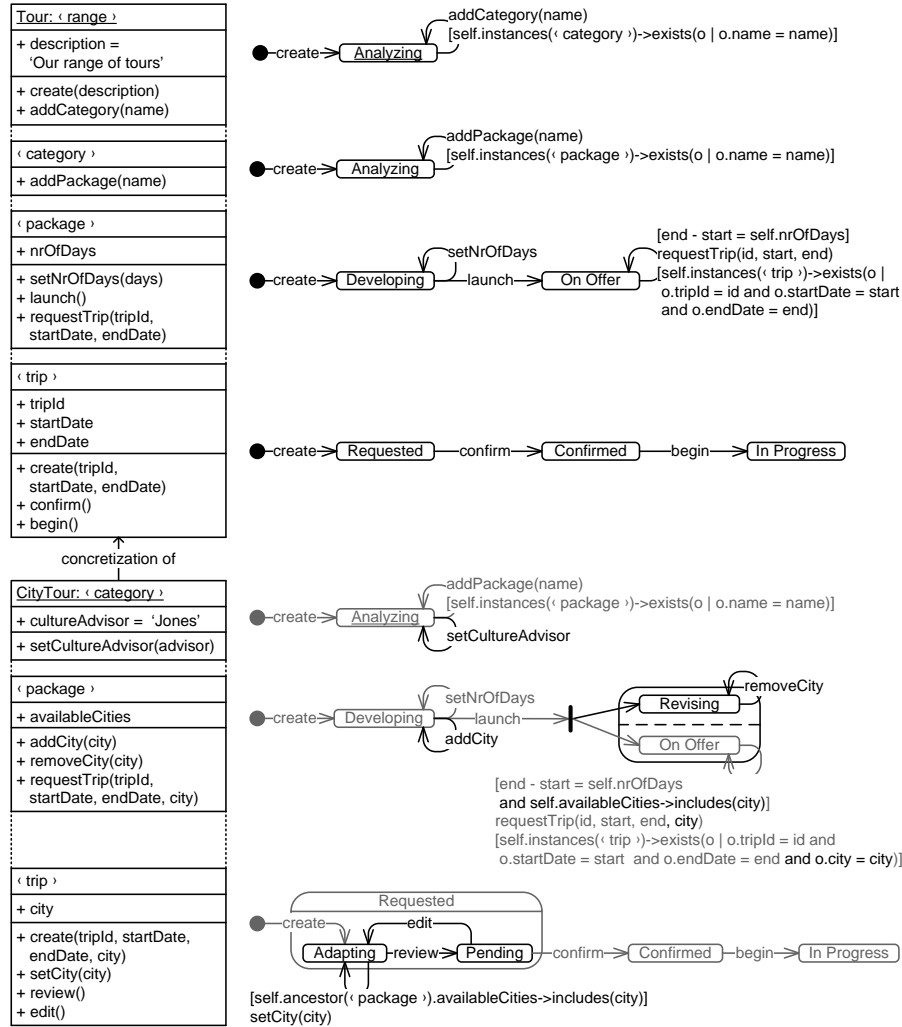 Tour: ‹ range ›
+ description =
'Our range of tours'
+ create(description)
+ addCategory(name)
create
Analyzing
addCategory(name)
[self.instances(‹ category ›)->exists(o | o.name = name)]
‹ category ›
+ addPackage(name)
create
Analyzing
addPackage(name)
[self.instances(‹ package ›)->exists(o | o.name = name)]
‹ package ›
+ nrOfDays
+ setNrOfDays(days)
+ launch()
+ requestTrip(tripId,
startDate, endDate)
create
Developing
setNrOfDays
launch
On Offer
[end - start = self.nrOfDays]
requestTrip(id, start, end)
[self.instances(‹ trip ›)->exists(o |
o.tripId = id and o.startDate = start
and o.endDate = end)]
‹ trip ›
+ tripId
+ startDate
+ endDate
+ create(tripId,
startDate, endDate)
+ confirm()
+ begin()
create
Requested
confirm
Confirmed
begin
In Progress
concretization of
CityTour: ‹ category ›
+ cultureAdvisor = 'Jones'
+ setCultureAdvisor(advisor)
create
Analyzing
addPackage(name)
[self.instances(‹ package ›)->exists(o | o.name = name)]
setCultureAdvisor
‹ package ›
+ availableCities
+ addCity(city)
+ removeCity(city)
+ requestTrip(tripId,
startDate, endDate, city)
create
Developing
setNrOfDays
launch
addCity
Revising
removeCity
On Offer
[end - start = self.nrOfDays
and self.availableCities->includes(city)]
requestTrip(id, start, end, city)
[self.instances(‹ trip ›)->exists(o | o.tripId = id and
o.startDate = start and o.endDate = end and o.city = city)]
‹ trip ›
+ city
+ create(tripId, startDate,
endDate, city)
+ setCity(city)
+ review()
+ edit()
Requested
create
edit
Adapting
review
Pending
confirm
Confirmed
begin
In Progress
[self.ancestor(‹ package ›).availableCities->includes(city)]
setCity(city)